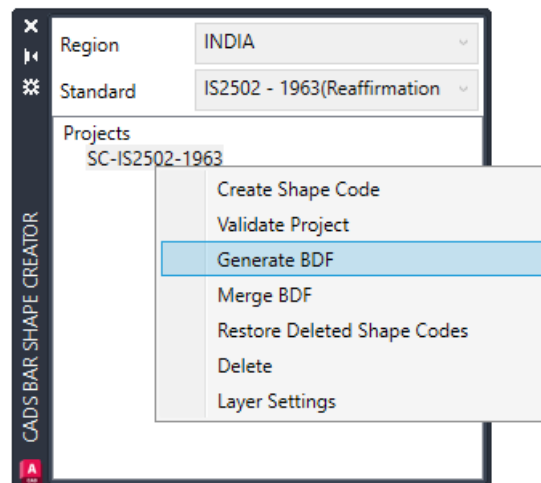 Region INDIA
Standard IS2502 - 1963(Reaffirmation
Projects
SC-IS2502-1963
Create Shape Code
Validate Project
Generate BDF
Merge BDF
Restore Deleted Shape Codes
Delete
Layer Settings
CADS BAR SHAPE CREATOR
A
CAD